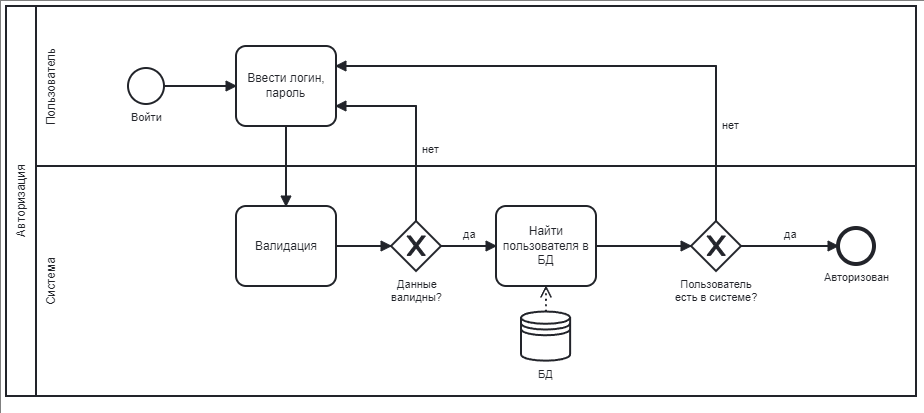 Авторизация
Пользователь
Войти
Ввести логин,
пароль
нет
нет
Система
Валидация
Данные
валидны?
да
Найти
пользователя в
БД
БД
Пользователь
есть в системе?
да
Авторизован